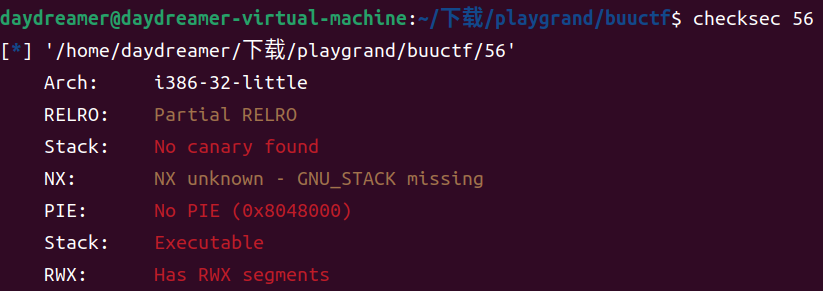 daydreamer@daydreamer-virtual-machine:~/下载/playgrand/buuctf$ checksec 56
[*] '/home/daydreamer/下载/playgrand/buuctf/56'
Arch: i386-32-little
RELRO: Partial RELRO
Stack: No canary found
NX: NX unknown - GNU_STACK missing
PIE: No PIE (0x8048000)
Stack: Executable
RWX: Has RWX segments